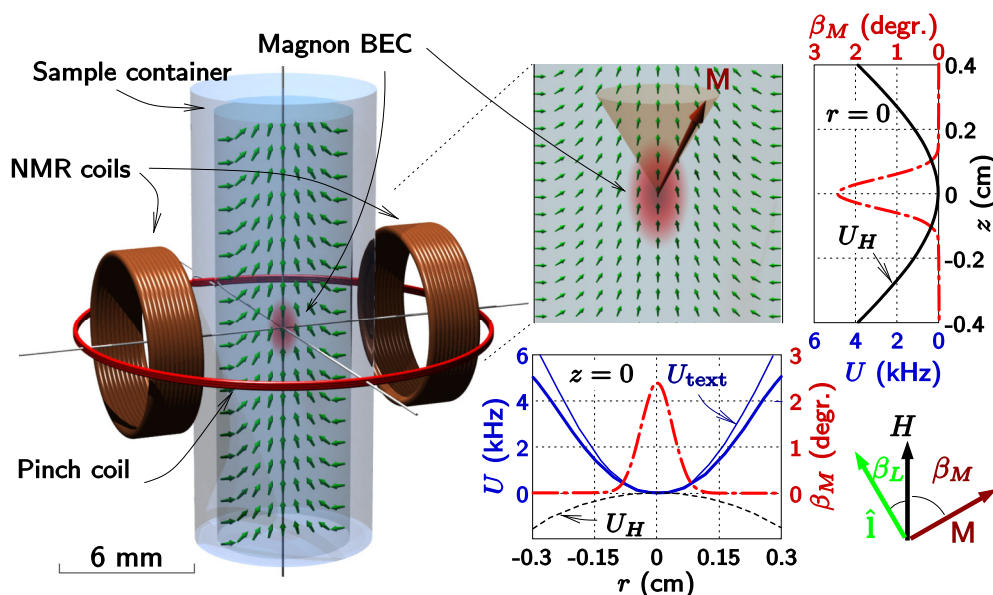 Magnon BEC
Sample container
NMR coils
Pinch coil
6 mm
M
β_M (degr.)
3 2 1 0
r = 0
U_H
0.4
0.2
0
-0.2
-0.4
z (cm)
6 4 2 0
U (kHz)
z = 0
U_text
U_H
6
4
2
0
U (kHz)
3
2
1
0
β_M (degr.)
-0.3 -0.15 0 0.15 0.3
r (cm)
H
β_L β_M
l̂ M